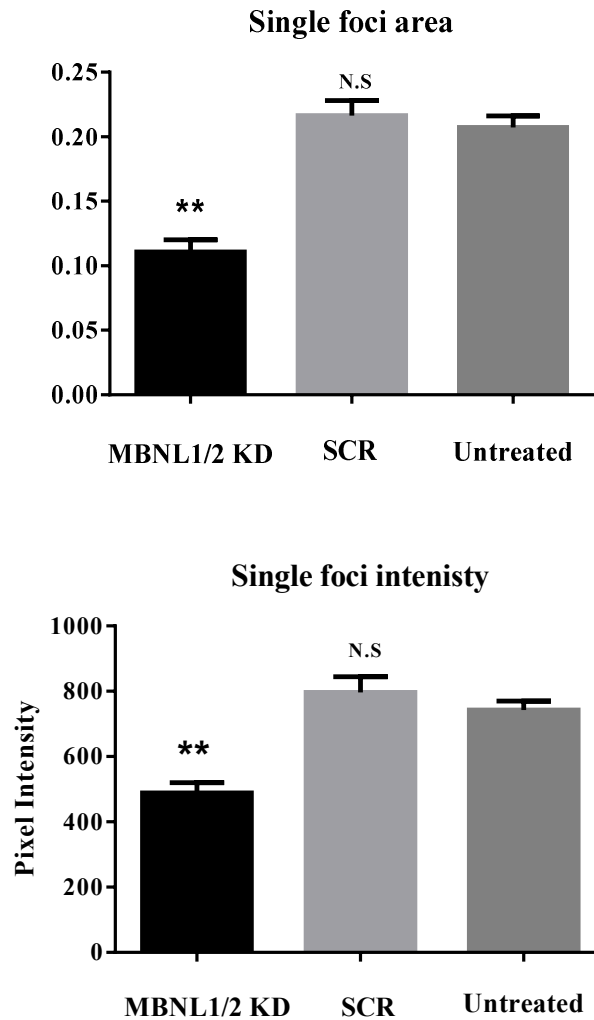 Single foci area
0.25
N.S
0.20
**
0.15
0.10
0.05
0.00
MBNL1/2 KD SCR Untreated
Single foci intenisty
1000
N.S
800
**
600
400
200
0
Pixel Intensity
MBNL1/2 KD SCR Untreated